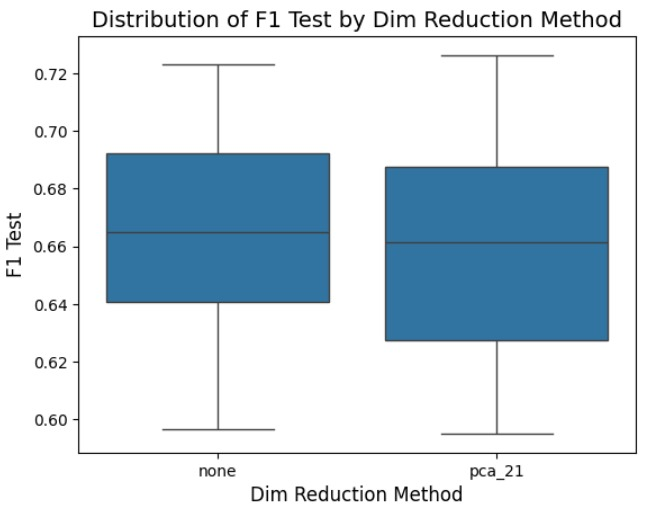 Distribution of F1 Test by Dim Reduction Method
F1 Test
0.72
0.70
0.68
0.66
0.64
0.62
0.60
none
pca_21
Dim Reduction Method